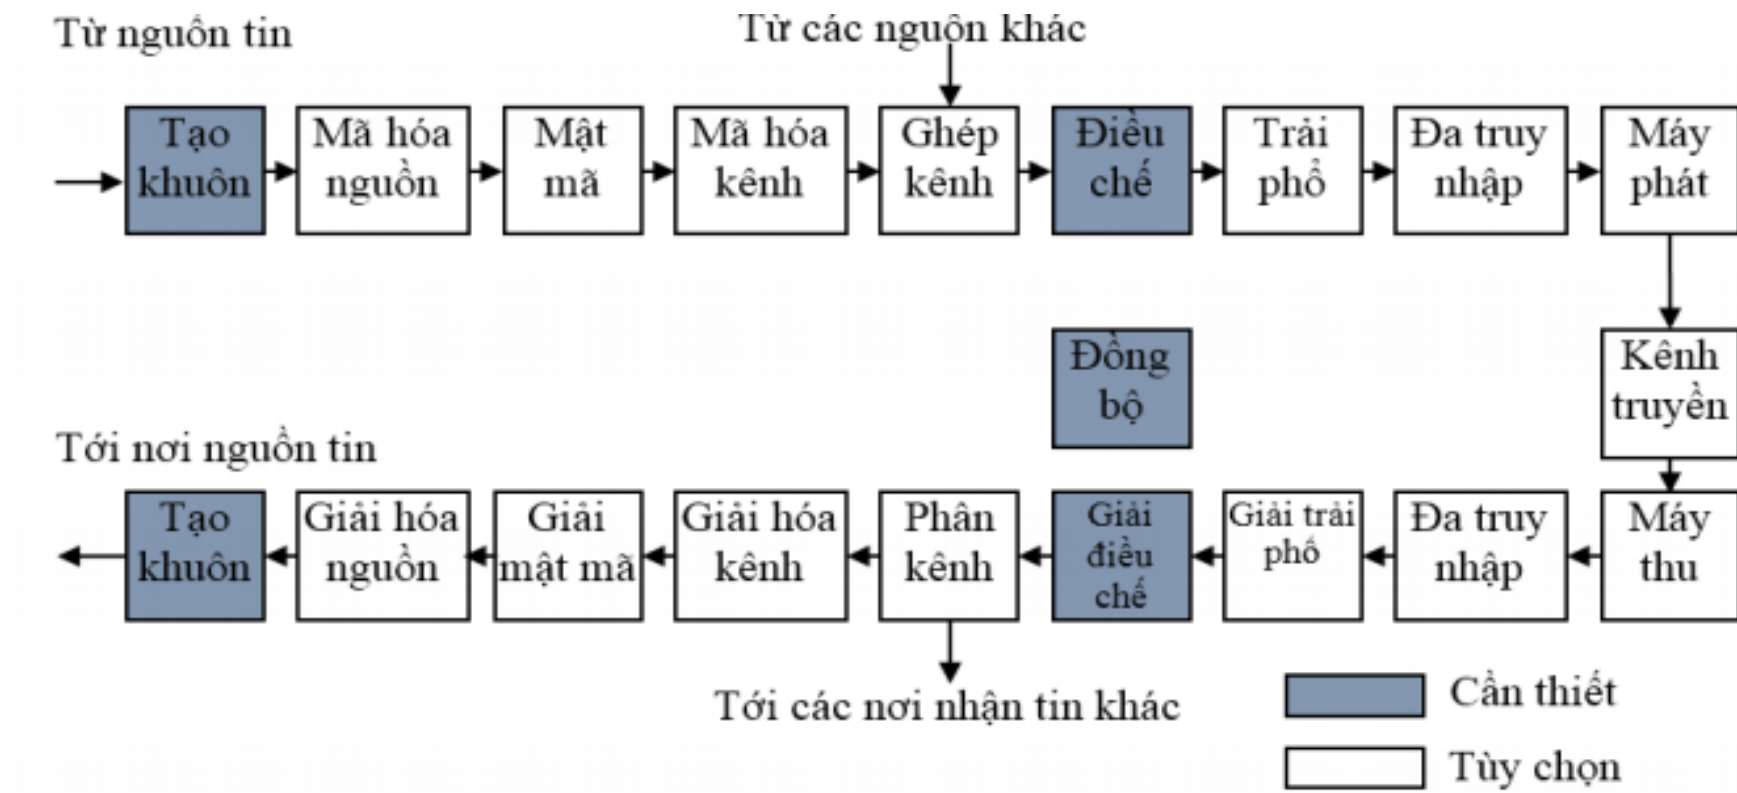 Từ nguồn tin
Từ các nguồn khác
Tạo
khuôn
Mã hóa
nguồn
Mật
mã
Mã hóa
kênh
Ghép
kênh
Điều
chế
Trải
phổ
Đa truy
nhập
Máy
phát
Đồng
bộ
Kênh
truyền
Tới nơi nguồn tin
Tạo
khuôn
Giải hóa
nguồn
Giải
mật mã
Giải hóa
kênh
Phân
kênh
Giải
điều
chế
Giải trải
phổ
Đa truy
nhập
Máy
thu
Tới các nơi nhận tin khác
Cần thiết
Tùy chọn